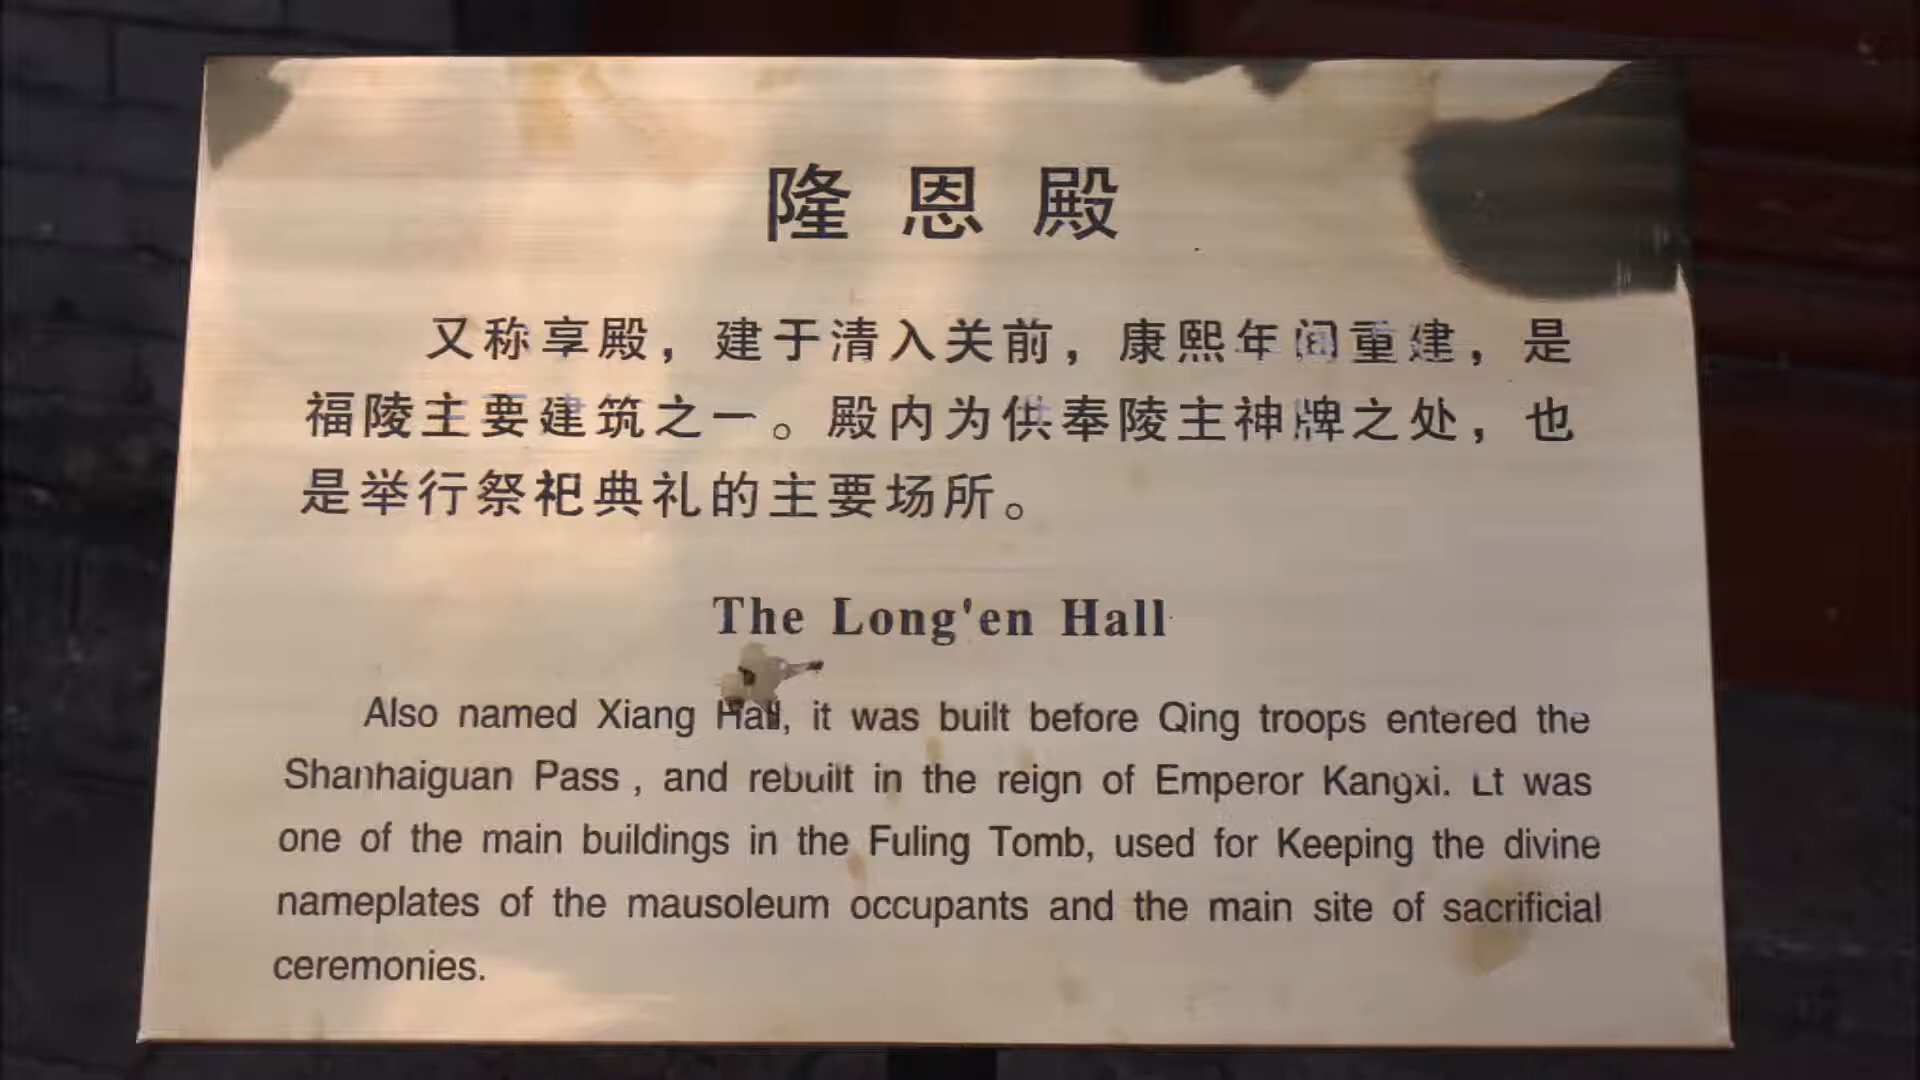 隆恩殿
又称享殿，建于清入关前，康熙年间重建，是
福陵主要建筑之一。殿内为供奉陵主神牌之处，也
是举行祭祀典礼的主要场所。
The Long'en Hall
Also named Xiang Hall, it was built before Qing troops entered the
Shanhaiguan Pass , and rebuilt in the reign of Emperor Kangxi. Lt was
one of the main buildings in the Fuling Tomb, used for Keeping the divine
nameplates of the mausoleum occupants and the main site of sacrificial
ceremonies.